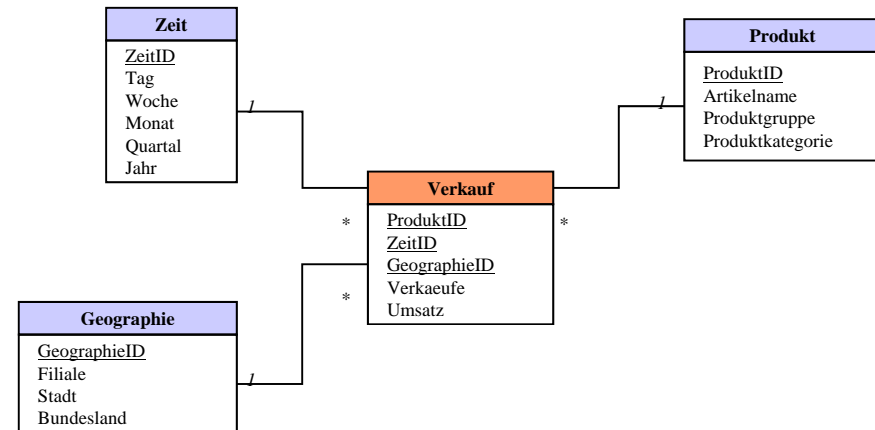 Zeit
ZeitID
Tag
Woche
Monat
Quartal
Jahr
1
Produkt
ProduktID
Artikelname
Produktgruppe
Produktkategorie
1
Verkauf
ProduktID
ZeitID
GeographieID
Verkaeufe
Umsatz
*
*
*
Geographie
GeographieID
Filiale
Stadt
Bundesland
1